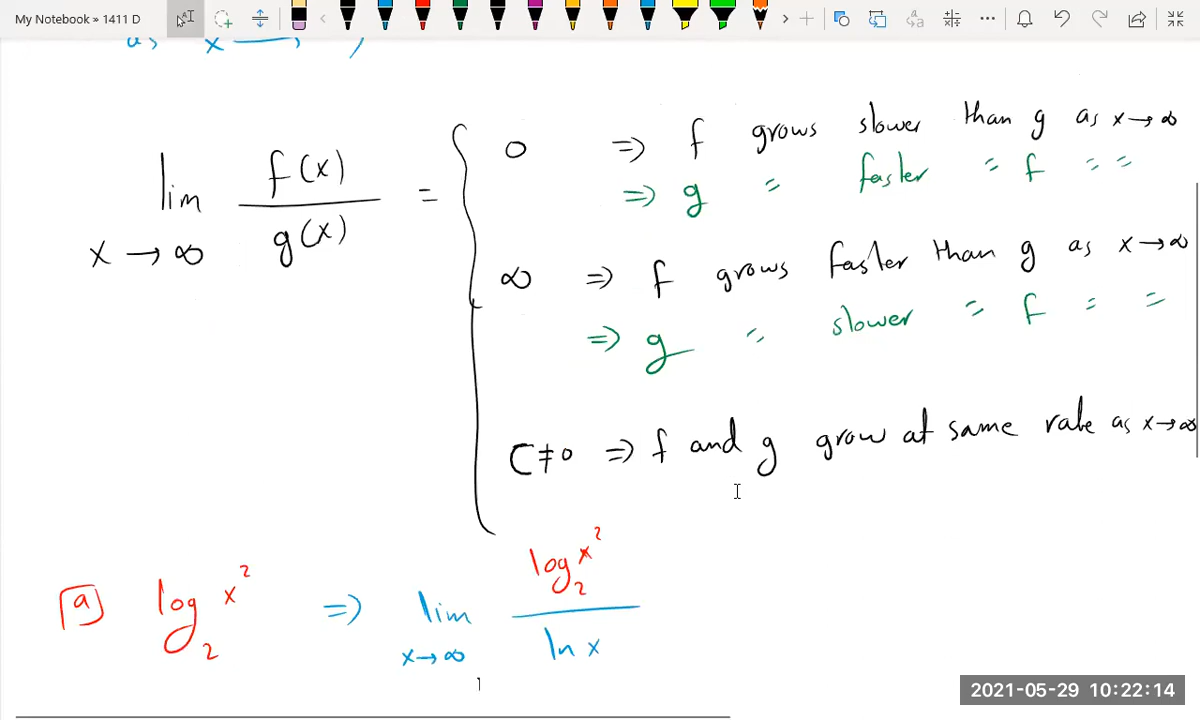 My Notebook » 1411 D
as x →
lim x→∞ f(x)/g(x) =
0 => f grows slower than g as x→∞
=> g = faster = f = =
∞ => f grows faster than g as x→∞
=> g = slower = f = =
C≠0 => f and g grow at same rate as x→∞
a log₂ x² => lim x→∞ log₂ x² / ln x
2021-05-29 10:22:14